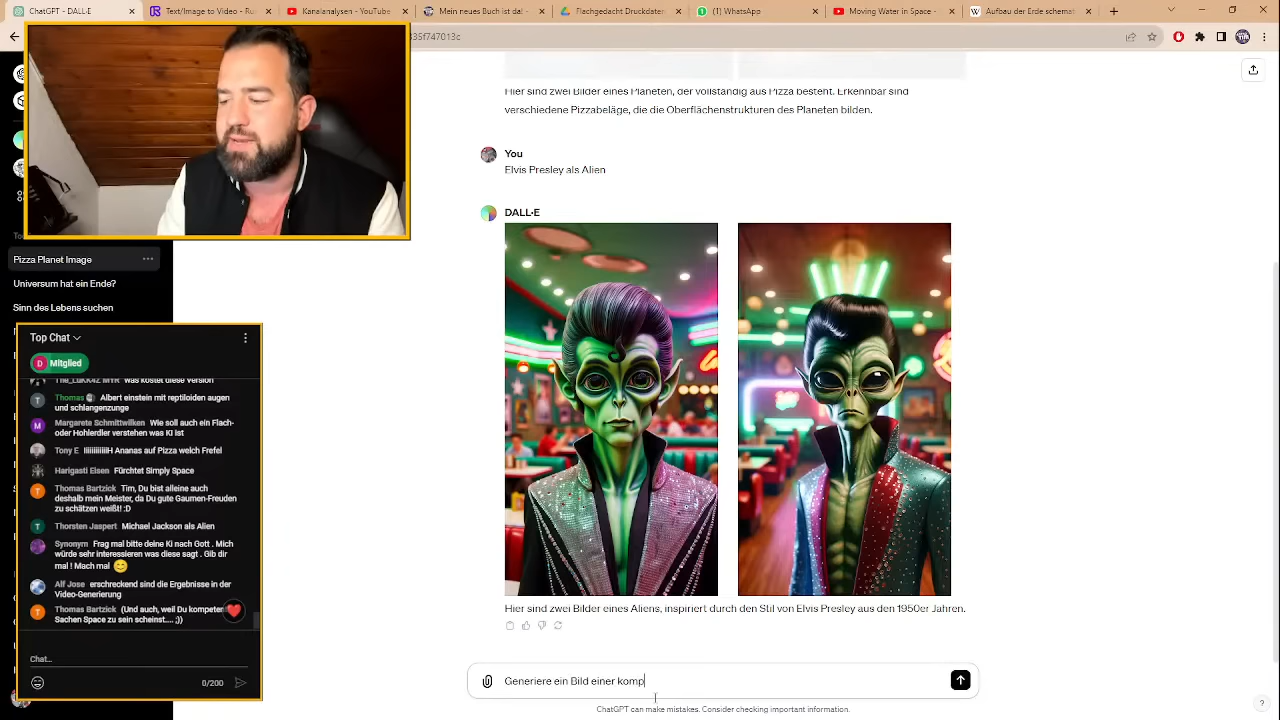 ChatGPT - DALL·E
Text to Image to Video - Ru
Kanalanalysen - YouTube
Mein neues Buch ist da! -
Element Druckdatei -
TestApps
New Water in Space -
Aufbau der Erde schemati
335f747013c
Hier sind zwei Bilder eines Planeten, der vollständig aus Pizza besteht. Erkennbar sind
verschiedene Pizzabeläge, die die Oberflächenstrukturen des Planeten bilden.
You
Elvis Presley als Alien
DALL·E
Hier sind zwei Bilder eines Aliens, inspiriert durch den Stil von Elvis Presley aus den 1950er Jahren.
Generiere ein Bild einer komp
ChatGPT can make mistakes. Consider checking important information.
?
Pizza Planet Image
Universum hat ein Ende?
Sinn des Lebens suchen
Top Chat
D Mitglied
The_LuKK4Z MYR was kostet diese Version
T Thomas Albert einstein mit reptiloiden augen
und schlangenzunge
M Margarete Schmittwilken Wie soll auch ein Flach-
oder Hohlerdler verstehen was KI ist
Tony E IiiiiiiiiiiH Ananas auf Pizza welch Frefel
Harigasti Eisen Fürchtet Simply Space
T Thomas Bartzick Tim, Du bist alleine auch
deshalb mein Meister, da Du gute Gaumen-Freuden
zu schätzen weißt! :D
T Thorsten Jaspert Michael Jackson als Alien
Synonym Frag mal bitte deine Ki nach Gott . Mich
würde sehr interessieren was diese sagt . Gib dir
mal ! Mach mal
Alf Jose erschreckend sind die Ergebnisse in der
Video-Generierung
T Thomas Bartzick (Und auch, weil Du kompeten
Sachen Space zu sein scheinst.... ;))
Chat...
0/200